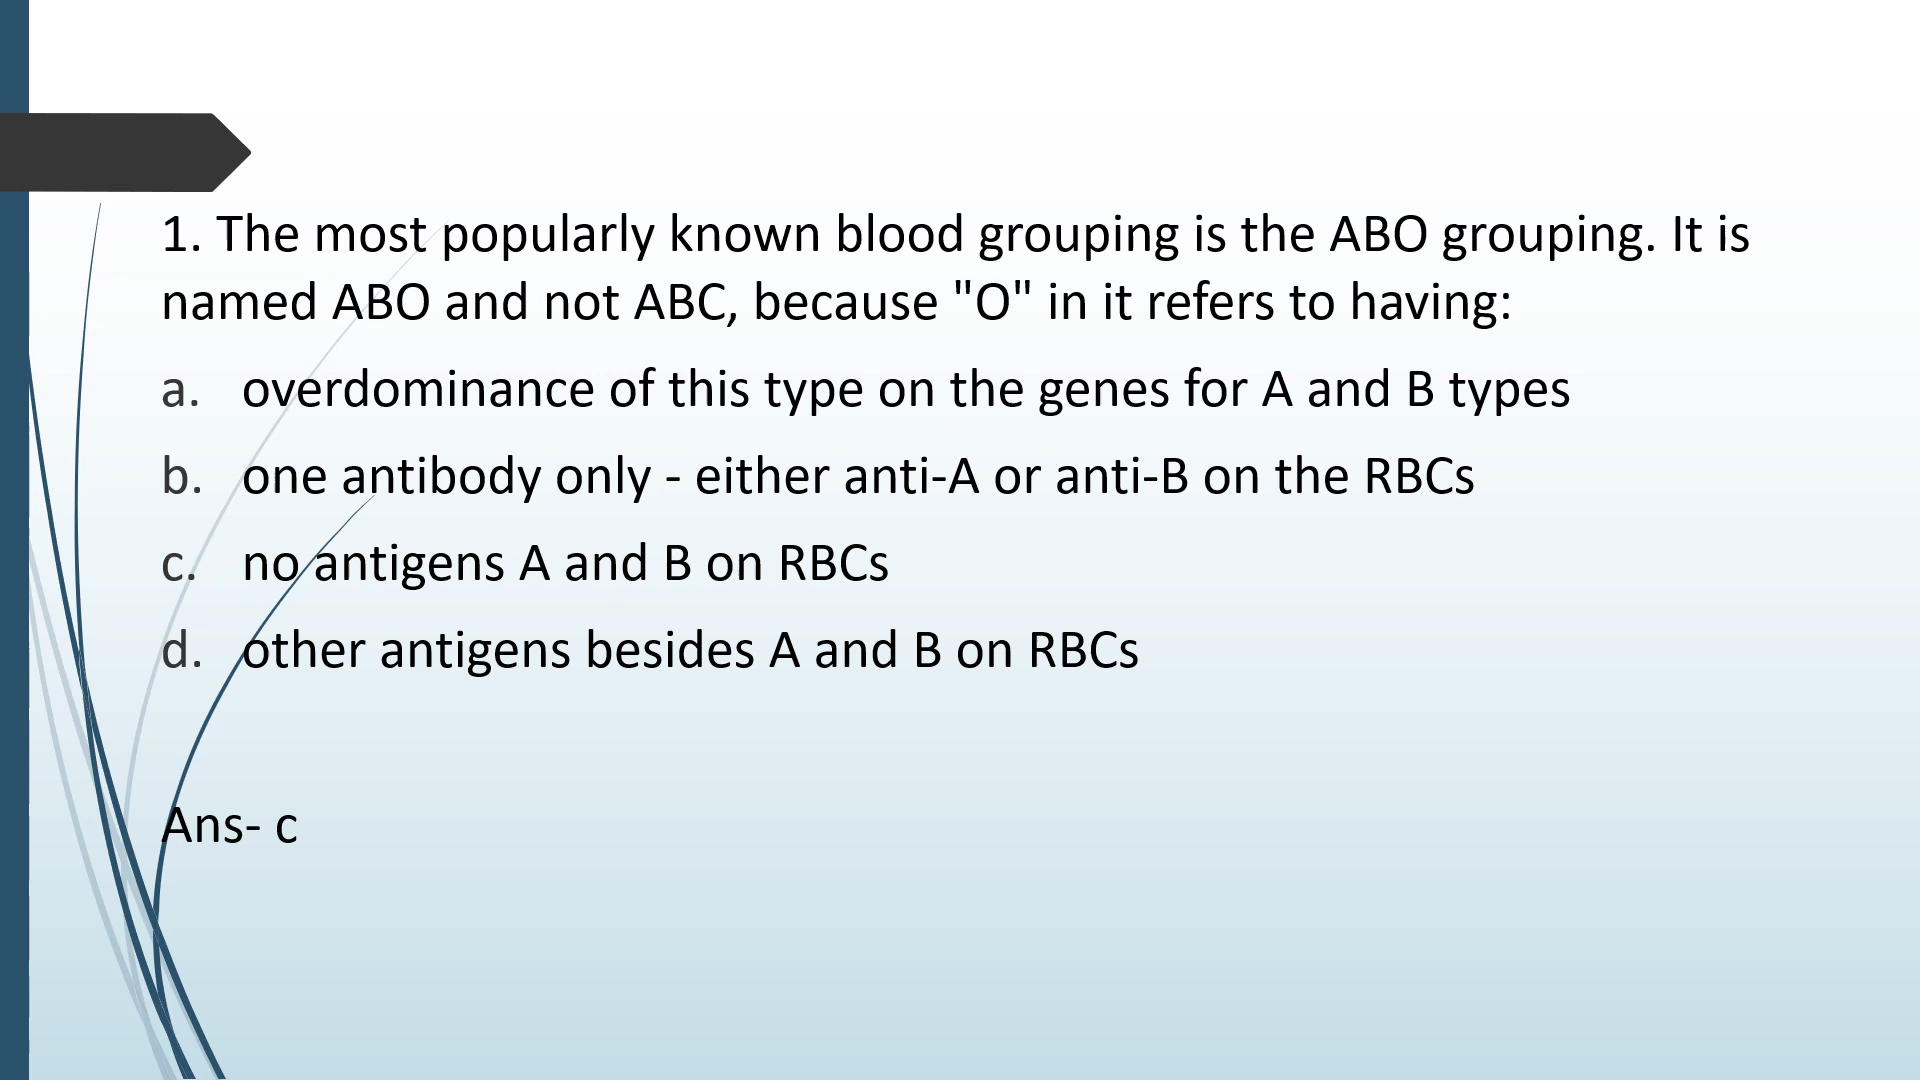 1. The most popularly known blood grouping is the ABO grouping. It is
named ABO and not ABC, because "O" in it refers to having:
a. overdominance of this type on the genes for A and B types
b. one antibody only - either anti-A or anti-B on the RBCs
c. no antigens A and B on RBCs
d. other antigens besides A and B on RBCs
Ans- c